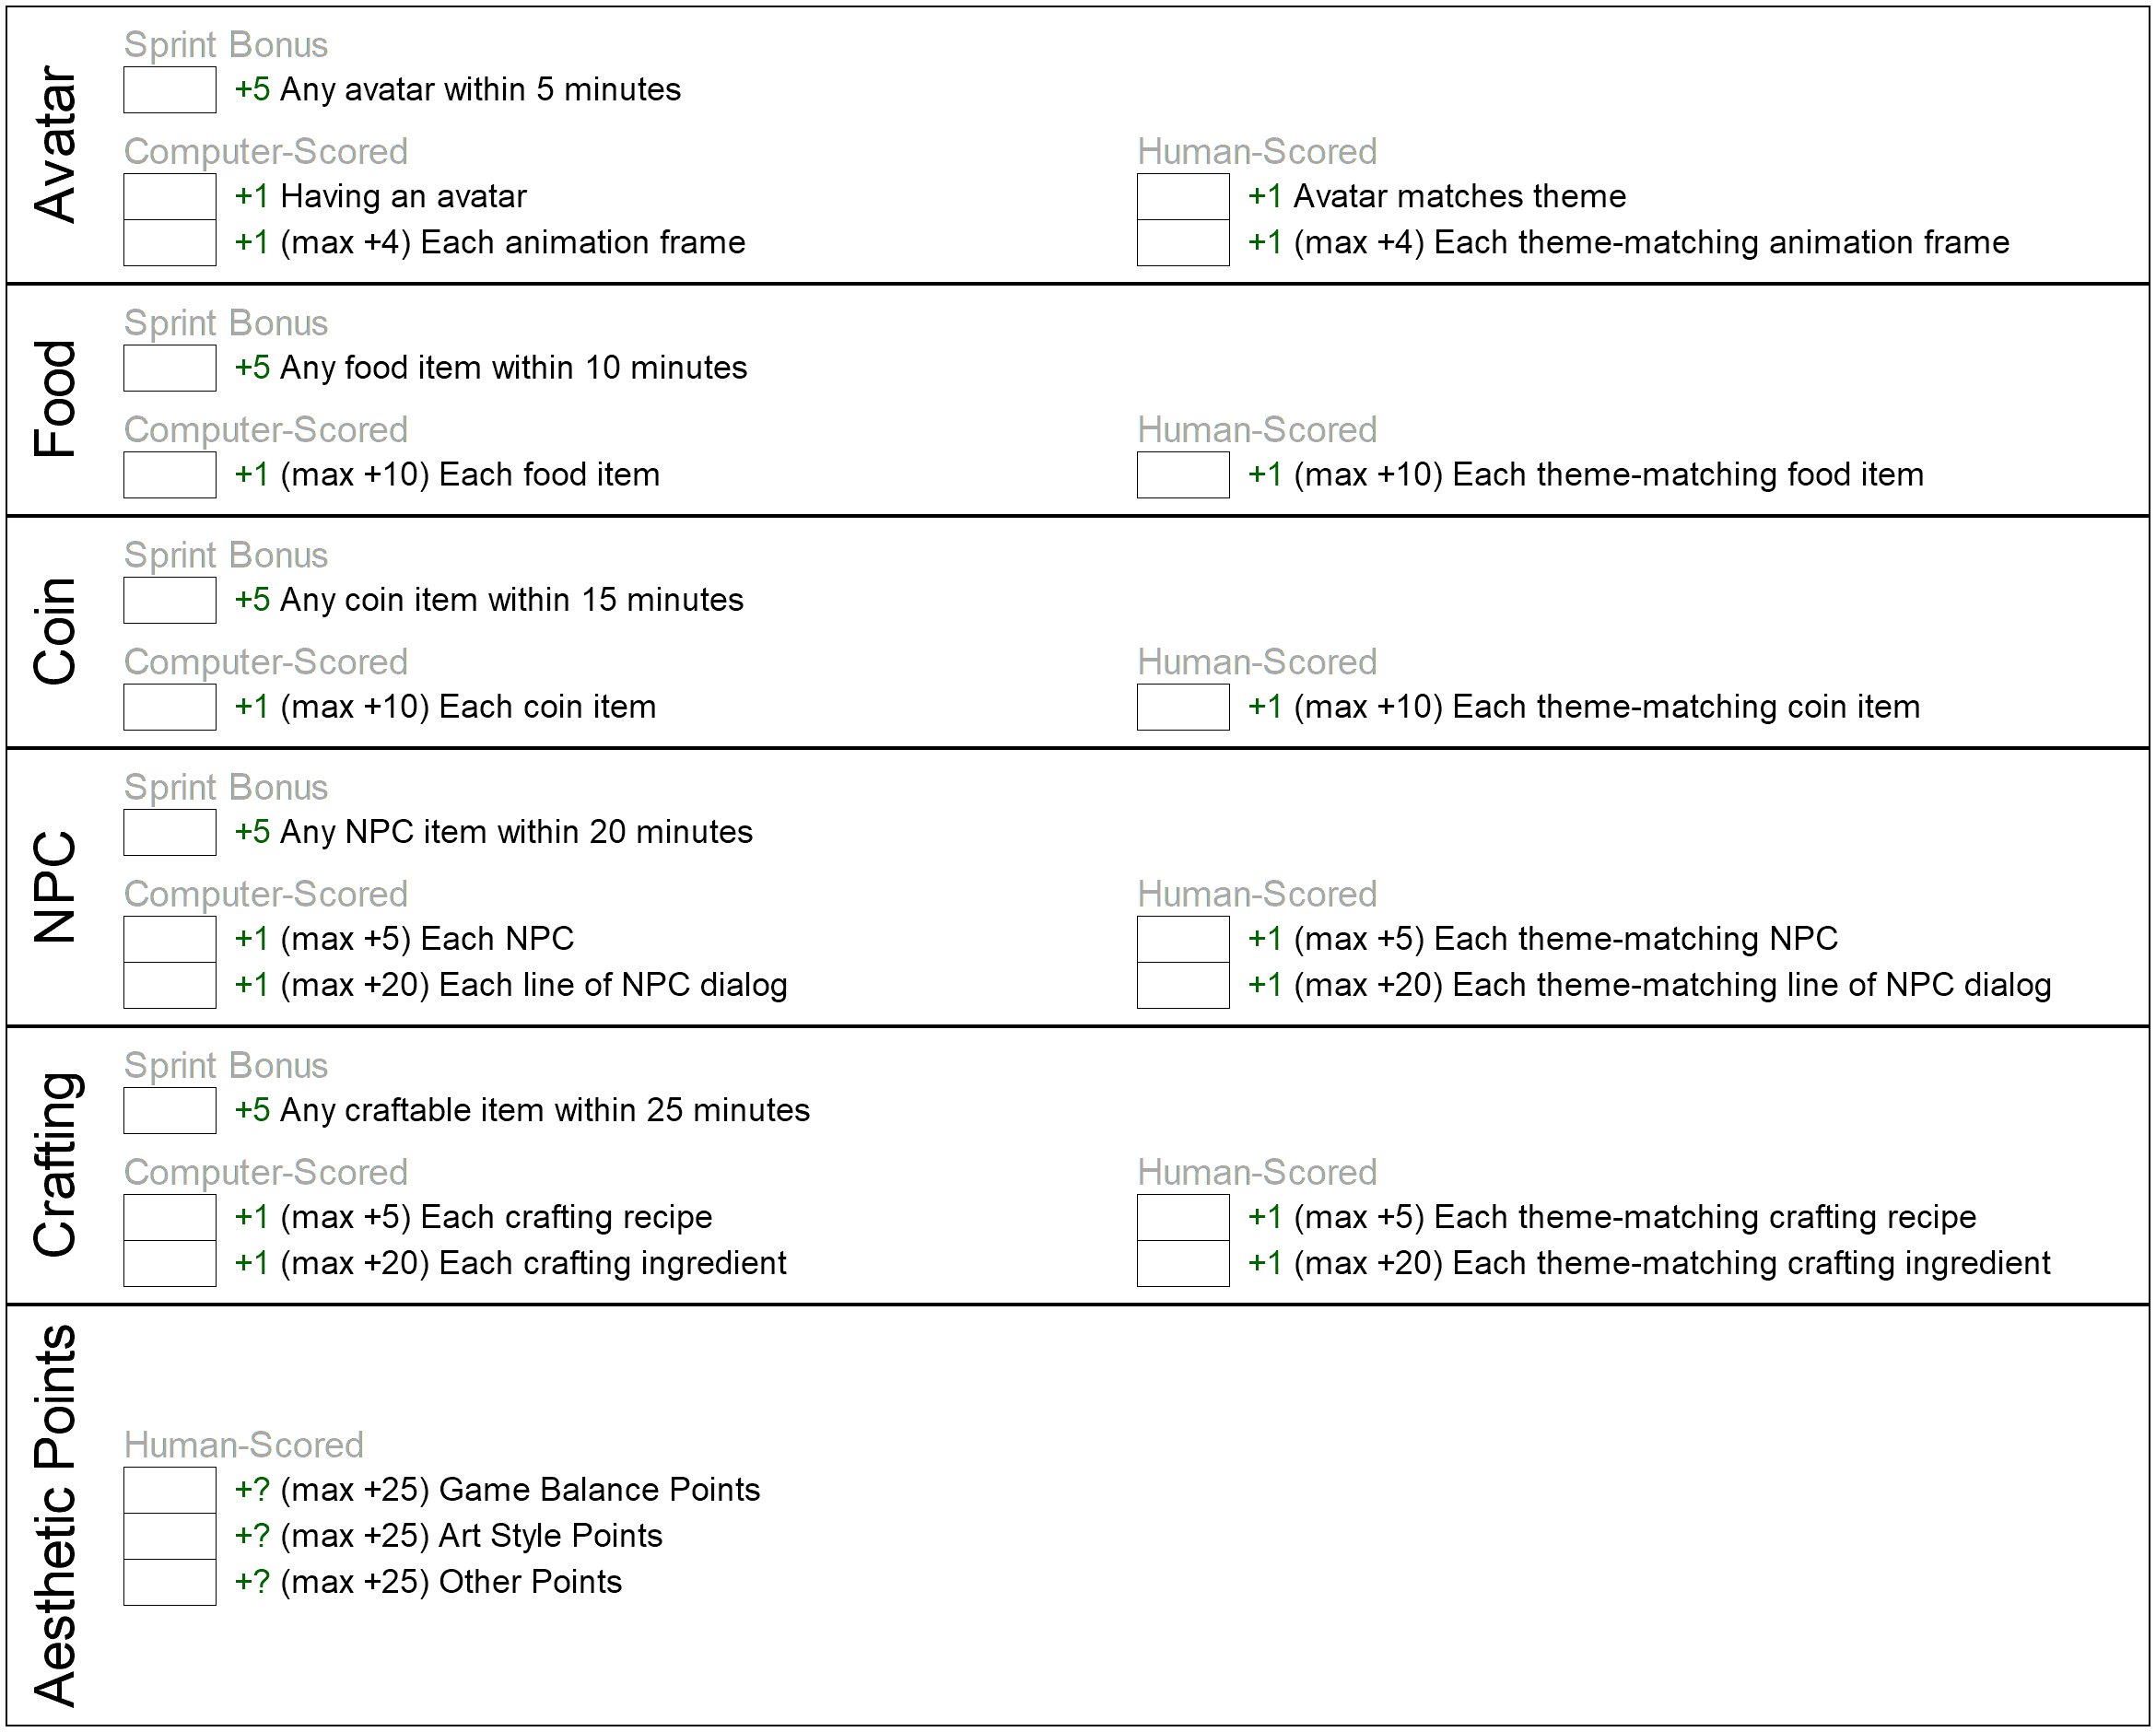 Avatar
Sprint Bonus
+5 Any avatar within 5 minutes
Computer-Scored
+1 Having an avatar
+1 (max +4) Each animation frame
Human-Scored
+1 Avatar matches theme
+1 (max +4) Each theme-matching animation frame
Food
Sprint Bonus
+5 Any food item within 10 minutes
Computer-Scored
+1 (max +10) Each food item
Human-Scored
+1 (max +10) Each theme-matching food item
Coin
Sprint Bonus
+5 Any coin item within 15 minutes
Computer-Scored
+1 (max +10) Each coin item
Human-Scored
+1 (max +10) Each theme-matching coin item
NPC
Sprint Bonus
+5 Any NPC item within 20 minutes
Computer-Scored
+1 (max +5) Each NPC
+1 (max +20) Each line of NPC dialog
Human-Scored
+1 (max +5) Each theme-matching NPC
+1 (max +20) Each theme-matching line of NPC dialog
Crafting
Sprint Bonus
+5 Any craftable item within 25 minutes
Computer-Scored
+1 (max +5) Each crafting recipe
+1 (max +20) Each crafting ingredient
Human-Scored
+1 (max +5) Each theme-matching crafting recipe
+1 (max +20) Each theme-matching crafting ingredient
Aesthetic Points
Human-Scored
+? (max +25) Game Balance Points
+? (max +25) Art Style Points
+? (max +25) Other Points